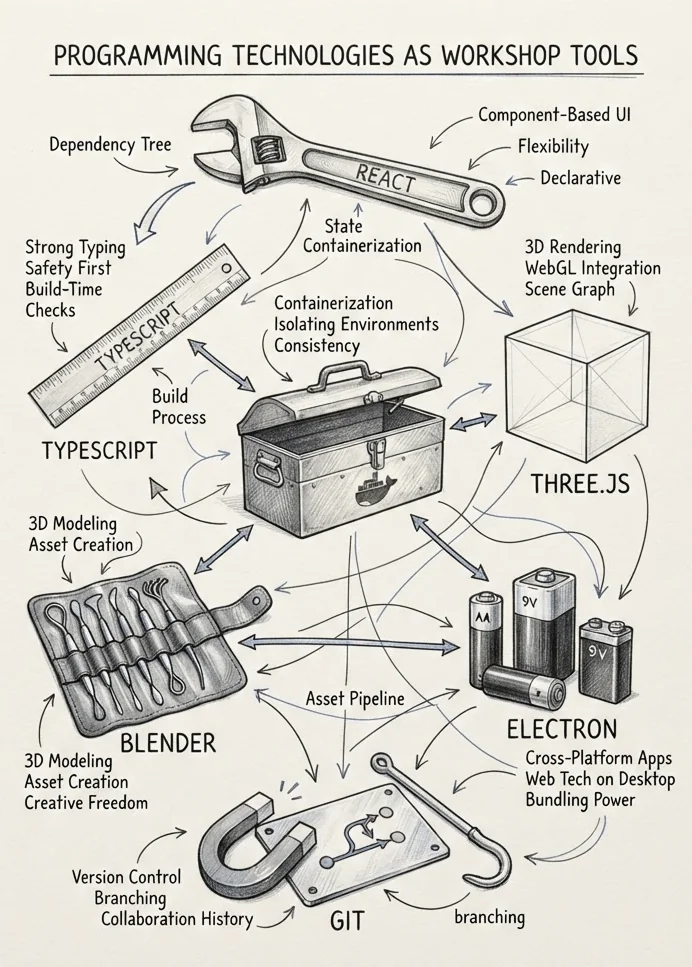 PROGRAMMING TECHNOLOGIES AS WORKSHOP TOOLS
Dependency Tree
REACT
Component-Based UI
Flexibility
Declarative
State
Containerization
Strong Typing
Safety First
Build-Time
Checks
TYPESCRIPT
Containerization
Isolating Environments
Consistency
3D Rendering
WebGL Integration
Scene Graph
Build
Process
TYPESCRIPT
THREE.JS
3D Modeling
Asset Creation
AA
9V
9V
Asset Pipeline
BLENDER
ELECTRON
3D Modeling
Asset Creation
Creative Freedom
Cross-Platform Apps
Web Tech on Desktop
Bundling Power
Version Control
Branching
Collaboration History
GIT
branching